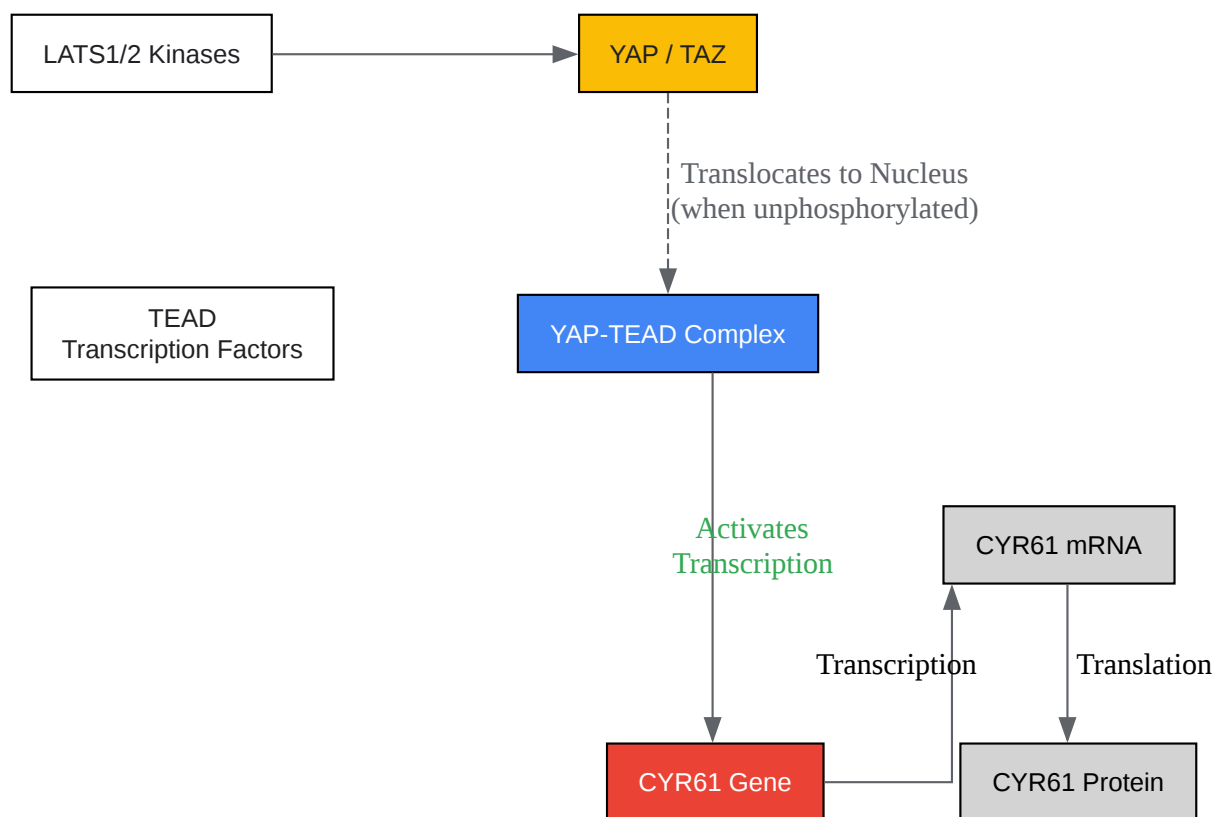 LATS1/2 Kinases
YAP / TAZ
Translocates to Nucleus
(when unphosphorylated)
TEAD
Transcription Factors
YAP-TEAD Complex
Activates
Transcription
CYR61 mRNA
Transcription
Translation
CYR61 Gene
CYR61 Protein